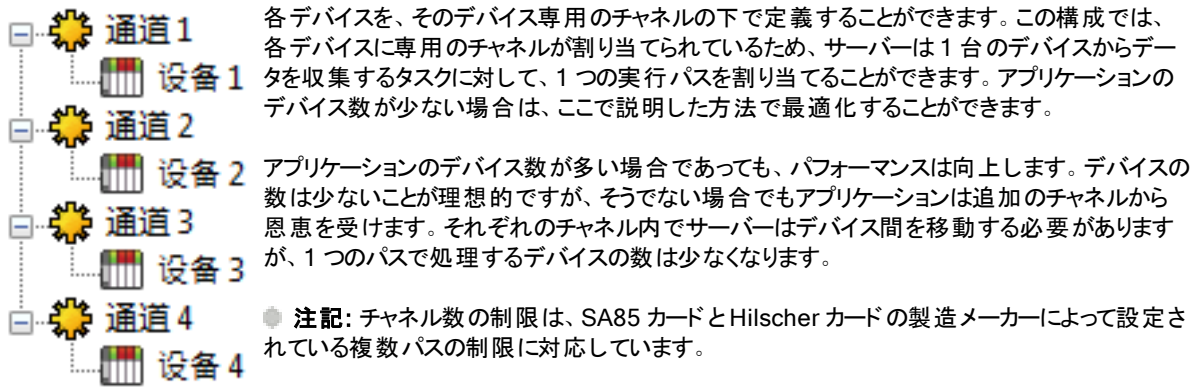 通道 1
设备 1
通道 2
设备 2
通道 3
设备 3
通道 4
设备 4
各デバイスを、そのデバイス専用のチャネルの下で定義することができます。この構成では、
各デバイスに専用のチャネルが割り当てられているため、サーバーは 1 台のデバイスからデー
タを収集するタスクに対して、1 つの実行パスを割り当てることができます。アプリケーションの
デバイス数が少ない場合は、ここで説明した方法で最適化することができます。
アプリケーションのデバイス数が多い場合であっても、パフォーマンスは向上します。デバイスの
数は少ないことが理想的ですが、そうでない場合でもアプリケーションは追加のチャネルから
恩恵を受けます。それぞれのチャネル内でサーバーはデバイス間を移動する必要があります
が、1 つのパスで処理するデバイスの数は少なくなります。
注記: チャネル数の制限は、SA85 カードと Hilscher カードの製造メーカーによって設定さ
れている複数パスの制限に対応しています。